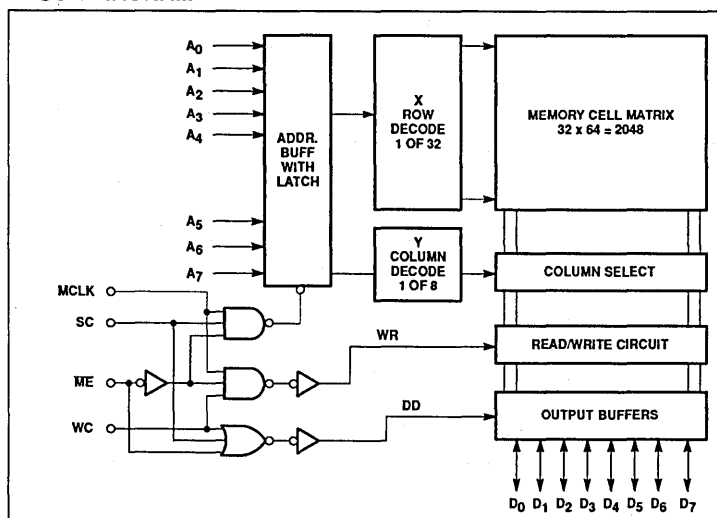 A0
A1
A2
A3
A4
A5
A6
A7
MCLK
SC
ME
WC
ADDR.
BUFF
WITH
LATCH
X
ROW
DECODE
1 OF 32
MEMORY CELL MATRIX
32 x 64 = 2048
Y
COLUMN
DECODE
1 OF 8
COLUMN SELECT
WR
READ/WRITE CIRCUIT
DD
OUTPUT BUFFERS
D0 D1 D2 D3 D4 D5 D6 D7